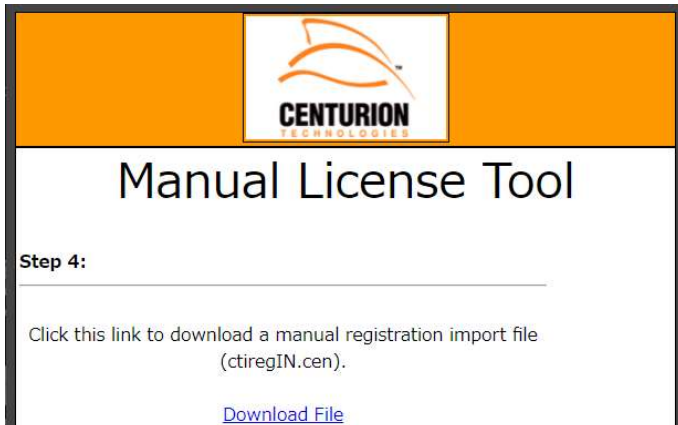 CENTURION
TECHNOLOGIES
TM
Manual License Tool
Step 4:
Click this link to download a manual registration import file
(ctiregIN.cen).
Download File